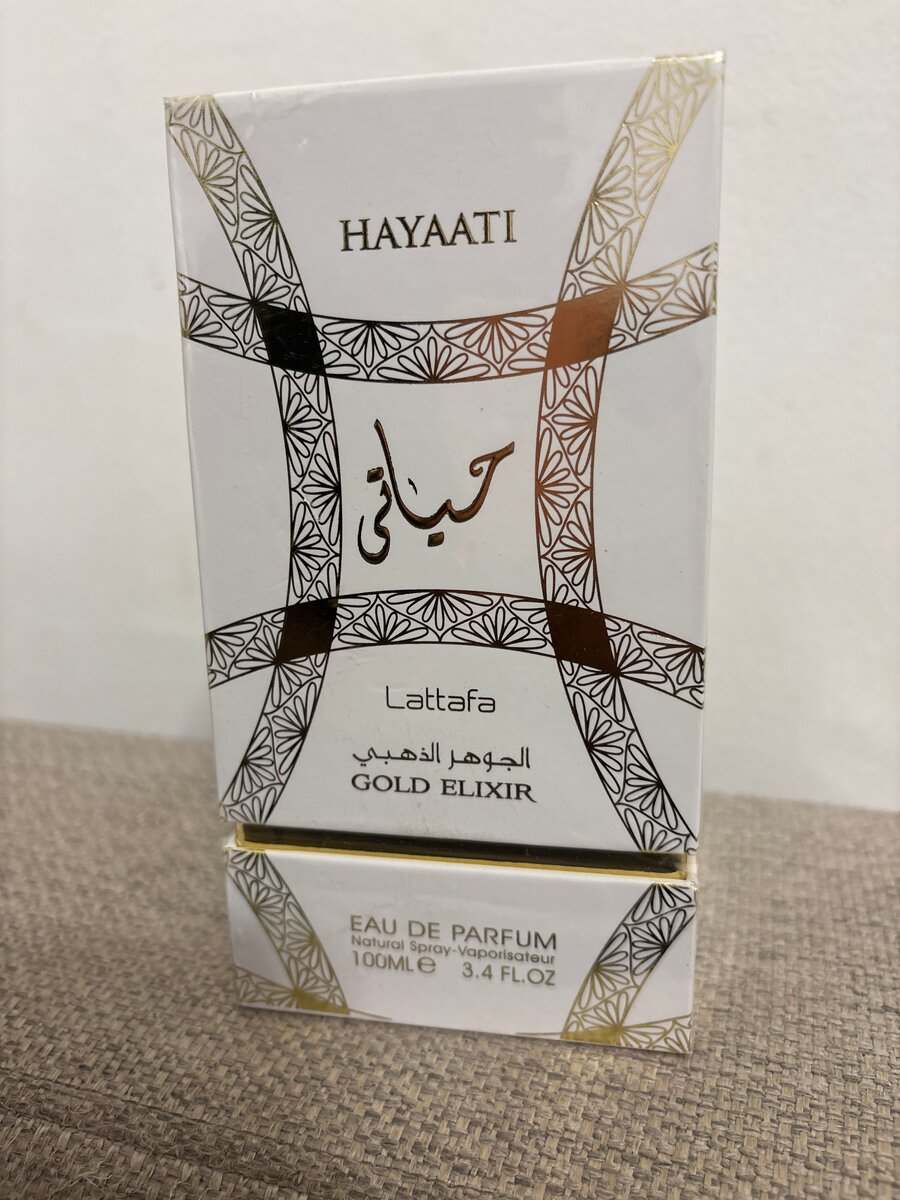 HAYAATI
حياتي
Lattafa
الجوهر الذهبي
GOLD ELIXIR
EAU DE PARFUM
Natural Spray-Vaporisateur
100ML℮ 3.4 FL.OZ